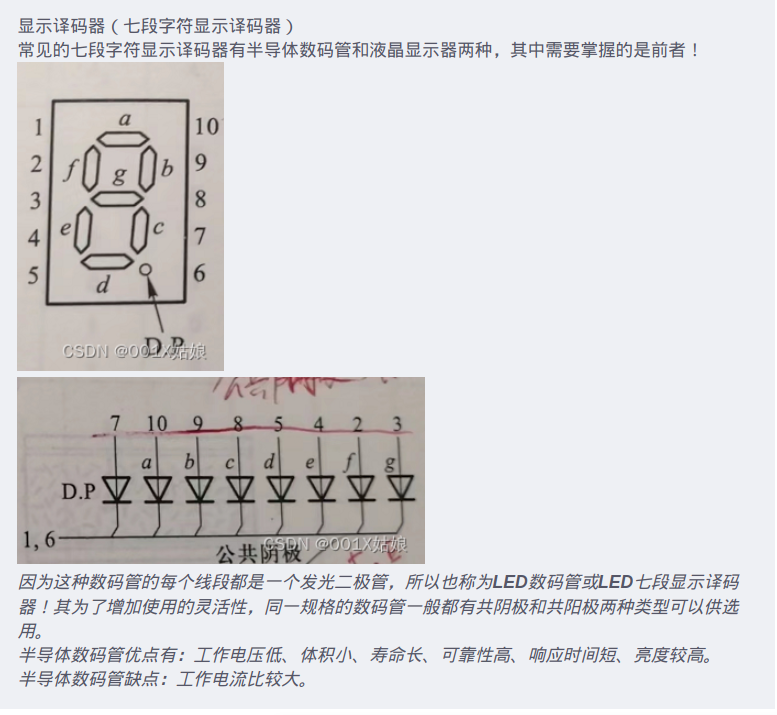 显示译码器（七段字符显示译码器）
常见的七段字符显示译码器有半导体数码管和液晶显示器两种，其中需要掌握的是前者！
a
1 10
2 f g b 9
3 8
4 e c 7
5 d 6
D.P
CSDN @001X姑娘
7 10 9 8 5 4 2 3
a b c d e f g
D.P
1, 6
公共阴极
CSDN @001X姑娘
因为这种数码管的每个线段都是一个发光二极管，所以也称为LED数码管或LED七段显示译码
器！其为了增加使用的灵活性，同一规格的数码管一般都有共阴极和共阳极两种类型可以供选
用。
半导体数码管优点有：工作电压低、体积小、寿命长、可靠性高、响应时间短、亮度较高。
半导体数码管缺点：工作电流比较大。